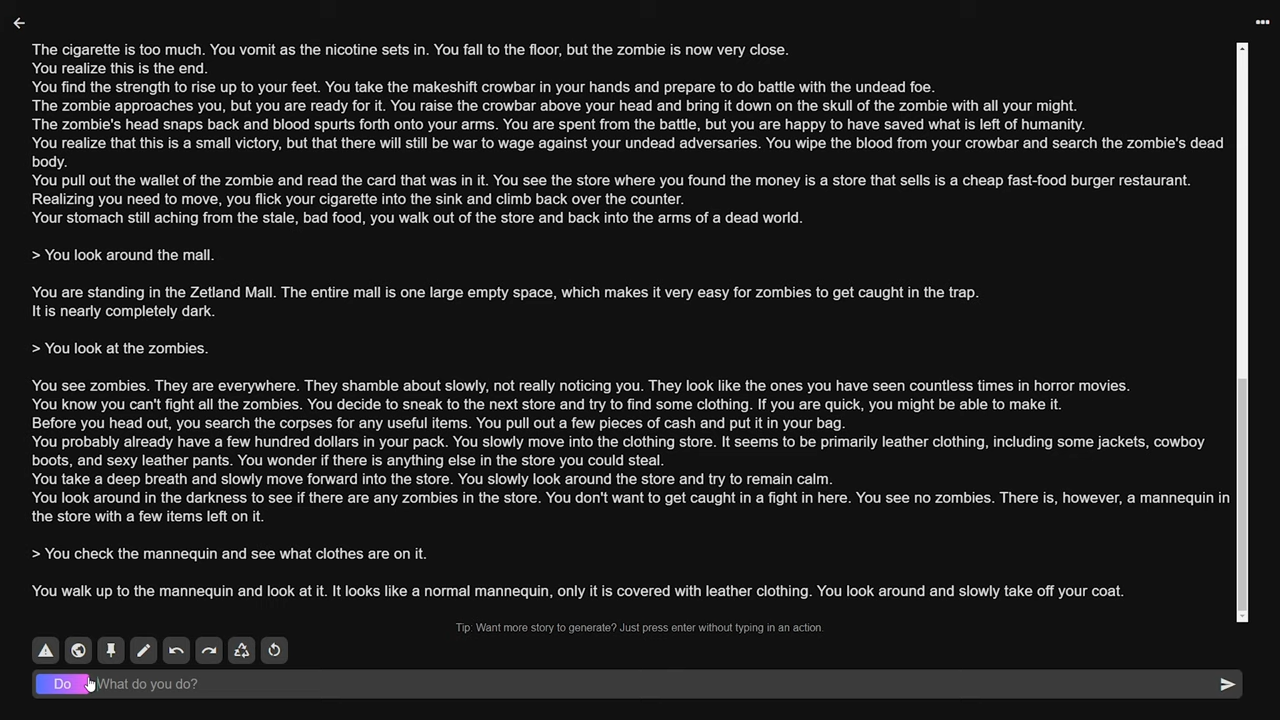 The cigarette is too much. You vomit as the nicotine sets in. You fall to the floor, but the zombie is now very close.
You realize this is the end.
You find the strength to rise up to your feet. You take the makeshift crowbar in your hands and prepare to do battle with the undead foe.
The zombie approaches you, but you are ready for it. You raise the crowbar above your head and bring it down on the skull of the zombie with all your might.
The zombie's head snaps back and blood spurts forth onto your arms. You are spent from the battle, but you are happy to have saved what is left of humanity.
You realize that this is a small victory, but that there will still be war to wage against your undead adversaries. You wipe the blood from your crowbar and search the zombie's dead
body.
You pull out the wallet of the zombie and read the card that was in it. You see the store where you found the money is a store that sells is a cheap fast-food burger restaurant.
Realizing you need to move, you flick your cigarette into the sink and climb back over the counter.
Your stomach still aching from the stale, bad food, you walk out of the store and back into the arms of a dead world.
> You look around the mall.
You are standing in the Zetland Mall. The entire mall is one large empty space, which makes it very easy for zombies to get caught in the trap.
It is nearly completely dark.
> You look at the zombies.
You see zombies. They are everywhere. They shamble about slowly, not really noticing you. They look like the ones you have seen countless times in horror movies.
You know you can't fight all the zombies. You decide to sneak to the next store and try to find some clothing. If you are quick, you might be able to make it.
Before you head out, you search the corpses for any useful items. You pull out a few pieces of cash and put it in your bag.
You probably already have a few hundred dollars in your pack. You slowly move into the clothing store. It seems to be primarily leather clothing, including some jackets, cowboy
boots, and sexy leather pants. You wonder if there is anything else in the store you could steal.
You take a deep breath and slowly move forward into the store. You slowly look around the store and try to remain calm.
You look around in the darkness to see if there are any zombies in the store. You don't want to get caught in a fight in here. You see no zombies. There is, however, a mannequin in
the store with a few items left on it.
> You check the mannequin and see what clothes are on it.
You walk up to the mannequin and look at it. It looks like a normal mannequin, only it is covered with leather clothing. You look around and slowly take off your coat.
Tip: Want more story to generate? Just press enter without typing in an action.
Do What do you do?